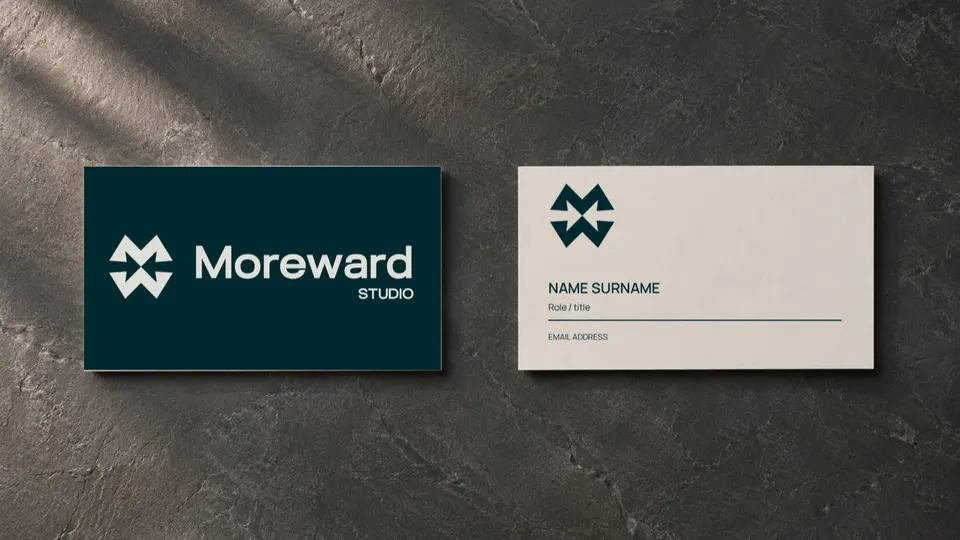 Moreward
STUDIO
NAME SURNAME
Role / title
EMAIL ADDRESS